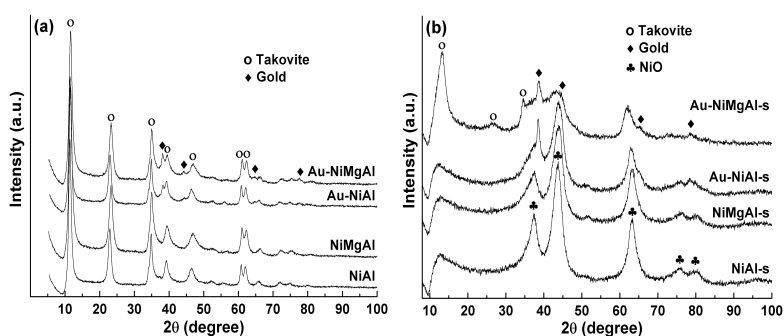 (a)
o Takovite
♦ Gold
Au-NiMgAl
Au-NiAl
NiMgAl
NiAl
Intensity (a.u.)
10 20 30 40 50 60 70 80 90 100
2θ (degree)
(b)
o Takovite
♦ Gold
♣ NiO
Au-NiMgAl-s
Au-NiAl-s
NiMgAl-s
NiAl-s
Intensity (a.u.)
10 20 30 40 50 60 70 80 90 100
2θ (degree)